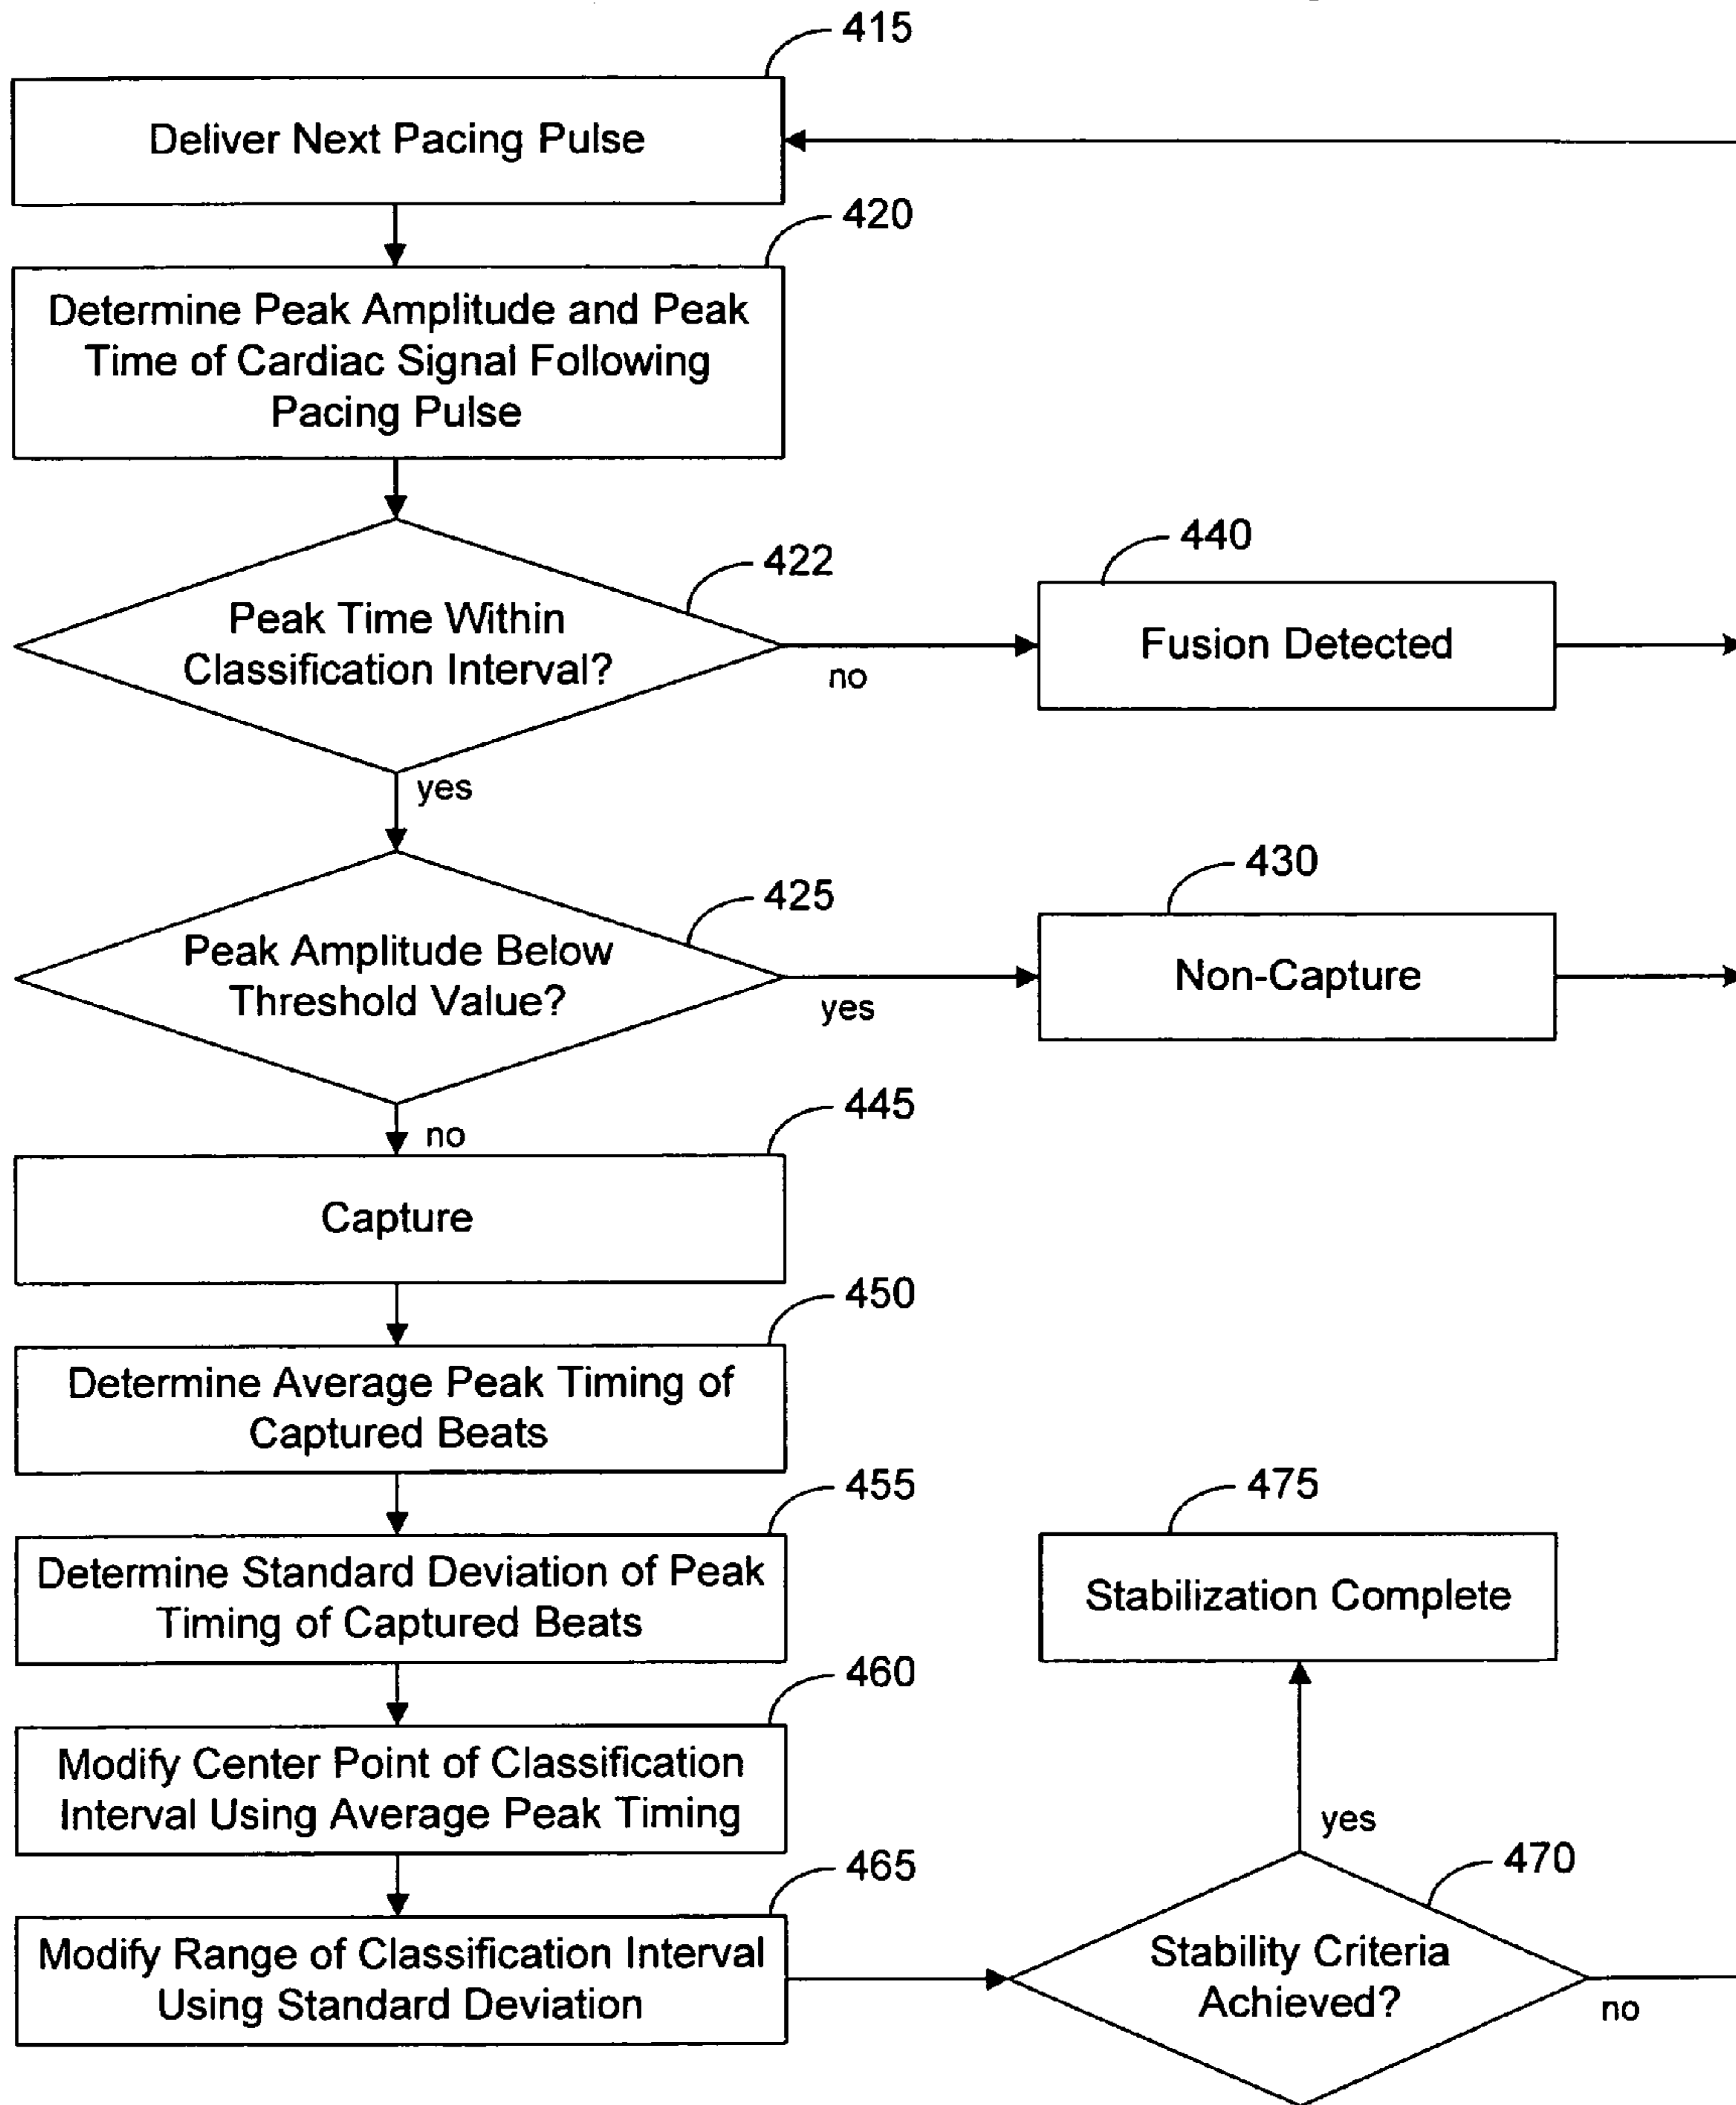 415
Deliver Next Pacing Pulse
420
Determine Peak Amplitude and Peak
Time of Cardiac Signal Following
Pacing Pulse
422
Peak Time Within
Classification Interval?
no
440
Fusion Detected
yes
425
Peak Amplitude Below
Threshold Value?
yes
430
Non-Capture
no
445
Capture
450
Determine Average Peak Timing of
Captured Beats
455
Determine Standard Deviation of Peak
Timing of Captured Beats
460
Modify Center Point of Classification
Interval Using Average Peak Timing
465
Modify Range of Classification Interval
Using Standard Deviation
470
Stability Criteria
Achieved?
no
yes
475
Stabilization Complete